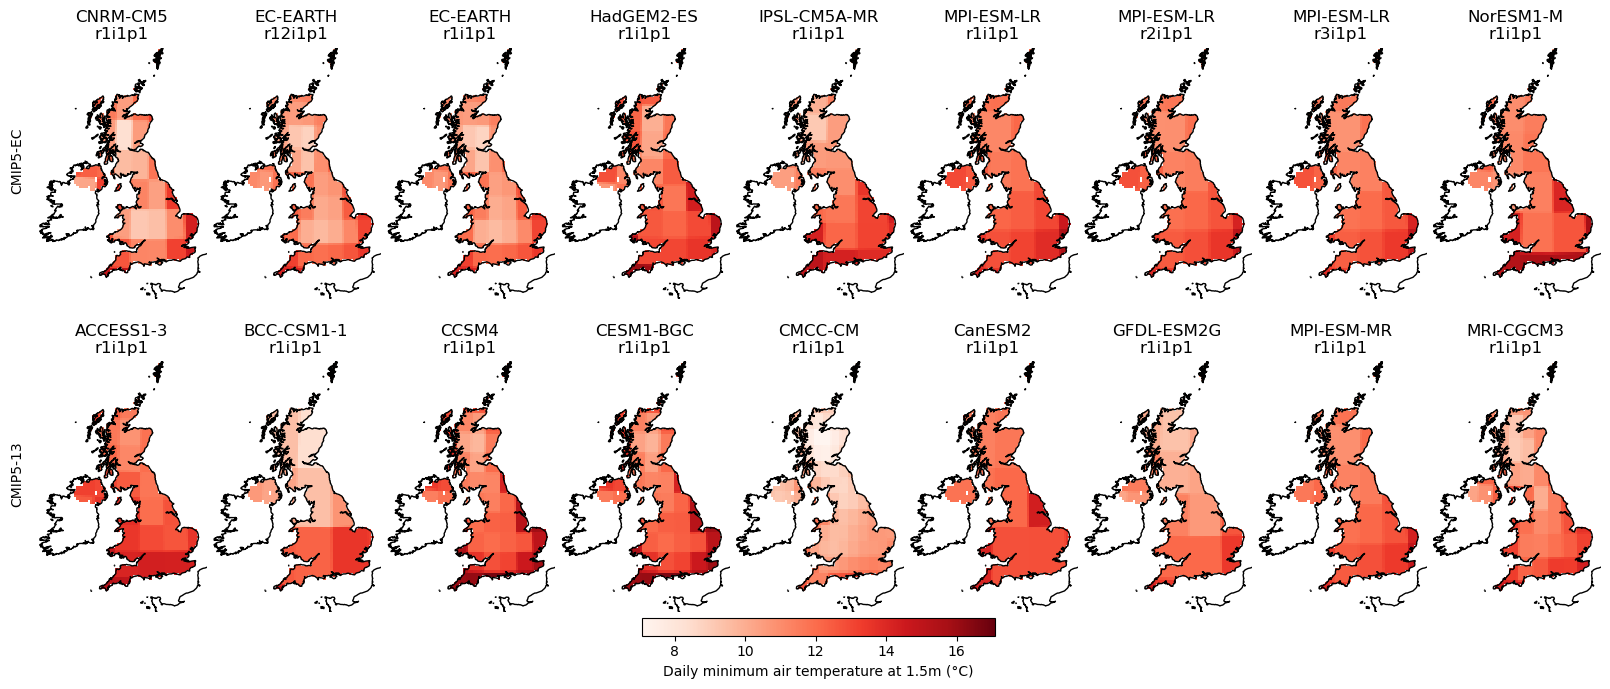 CNRM-CM5
r1i1p1
EC-EARTH
r12i1p1
EC-EARTH
r1i1p1
HadGEM2-ES
r1i1p1
IPSL-CM5A-MR
r1i1p1
MPI-ESM-LR
r1i1p1
MPI-ESM-LR
r2i1p1
MPI-ESM-LR
r3i1p1
NorESM1-M
r1i1p1
CMIP5-EC
ACCESS1-3
r1i1p1
BCC-CSM1-1
r1i1p1
CCSM4
r1i1p1
CESM1-BGC
r1i1p1
CMCC-CM
r1i1p1
CanESM2
r1i1p1
GFDL-ESM2G
r1i1p1
MPI-ESM-MR
r1i1p1
MRI-CGCM3
r1i1p1
CMIP5-13
8 10 12 14 16
Daily minimum air temperature at 1.5m (°C)